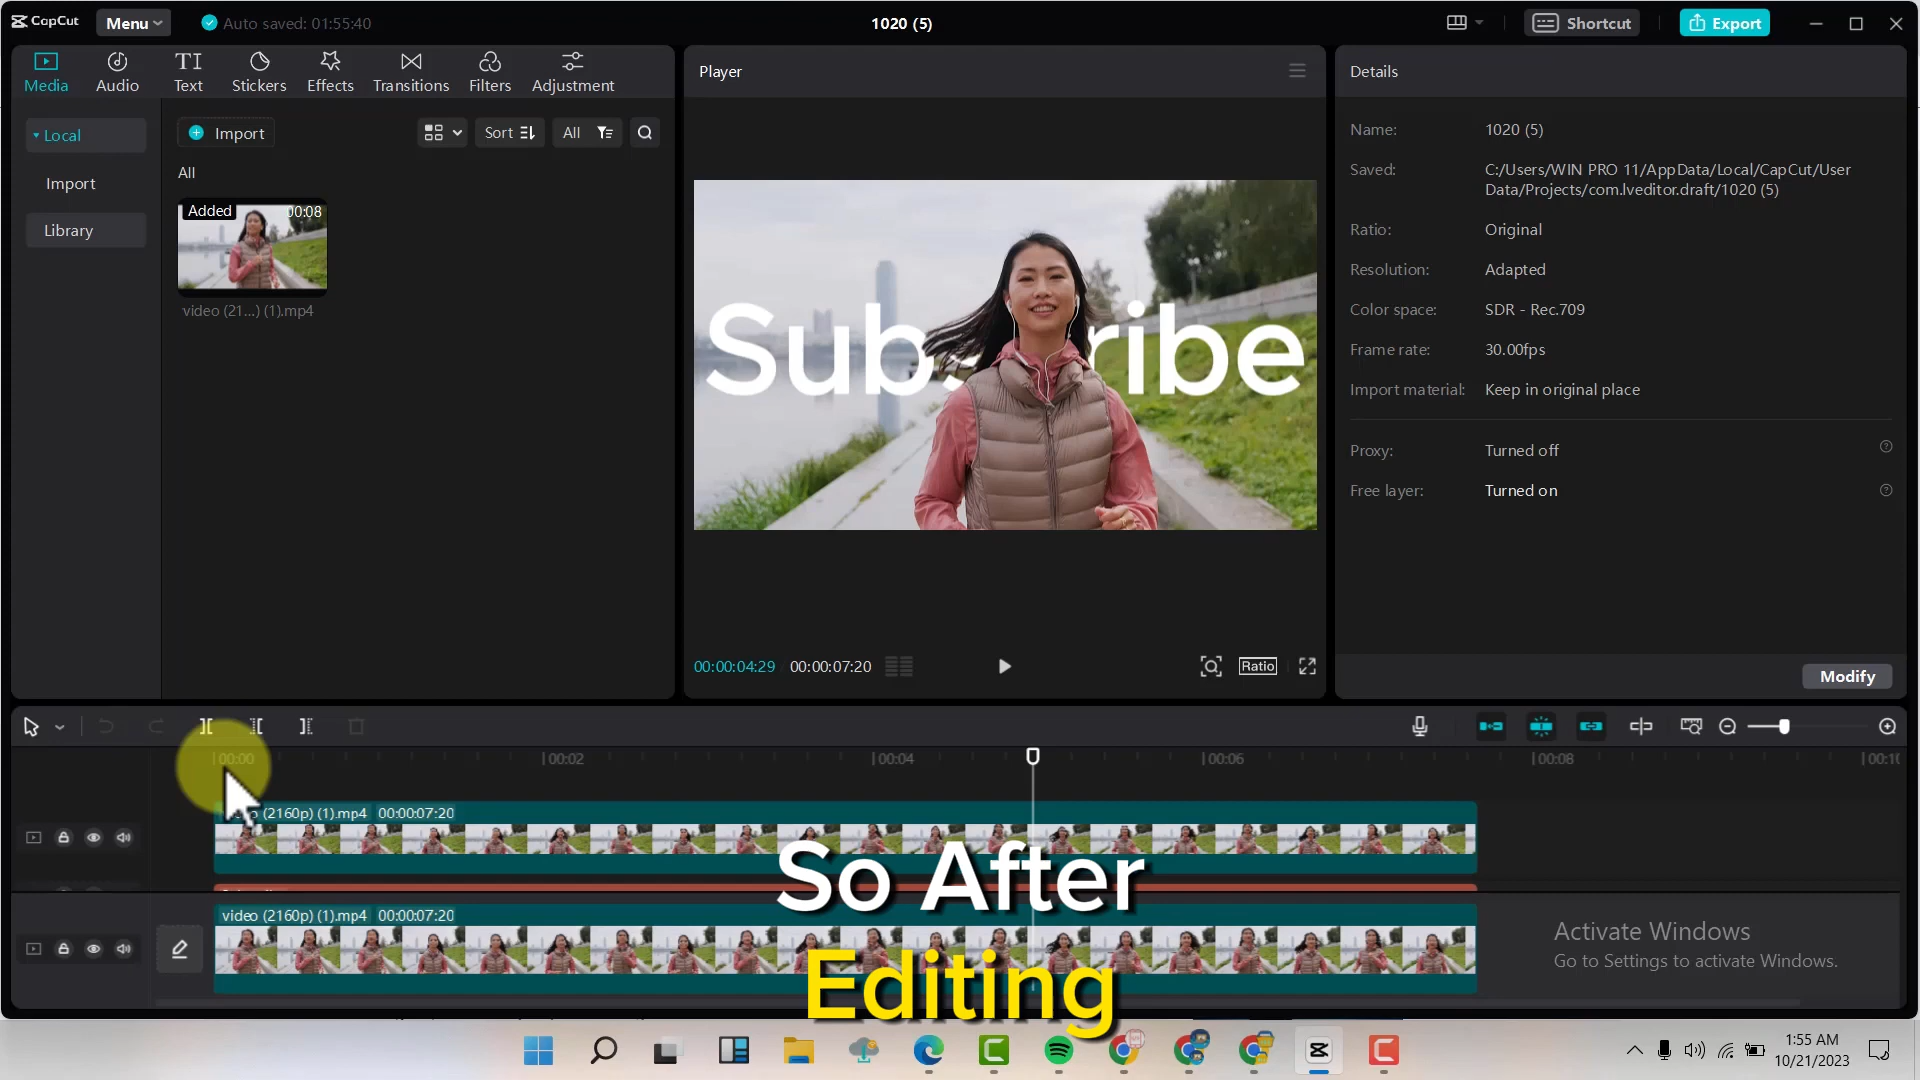 CapCut
Menu
Auto saved: 01:55:40
1020 (5)
Shortcut
Export
Media
Audio
Text
Stickers
Effects
Transitions
Filters
Adjustment
Player
Details
Local
Import
Sort
All
Import
All
Library
Added
00:08
video (21...) (1).mp4
Subs
ribe
Name:
1020 (5)
Saved:
C:/Users/WIN PRO 11/AppData/Local/CapCut/User
Data/Projects/com.lveditor.draft/1020 (5)
Ratio:
Original
Resolution:
Adapted
Color space:
SDR - Rec.709
Frame rate:
30.00fps
Import material:
Keep in original place
Proxy:
Turned off
Free layer:
Turned on
00:00:04:29
00:00:07:20
Ratio
Modify
00:00
00:02
00:04
00:06
00:08
(2160p) (1).mp4
00:00:07:20
So After
video (2160p) (1).mp4
00:00:07:20
Activate Windows
Go to Settings to activate Windows.
Editing
1:55 AM
10/21/2023